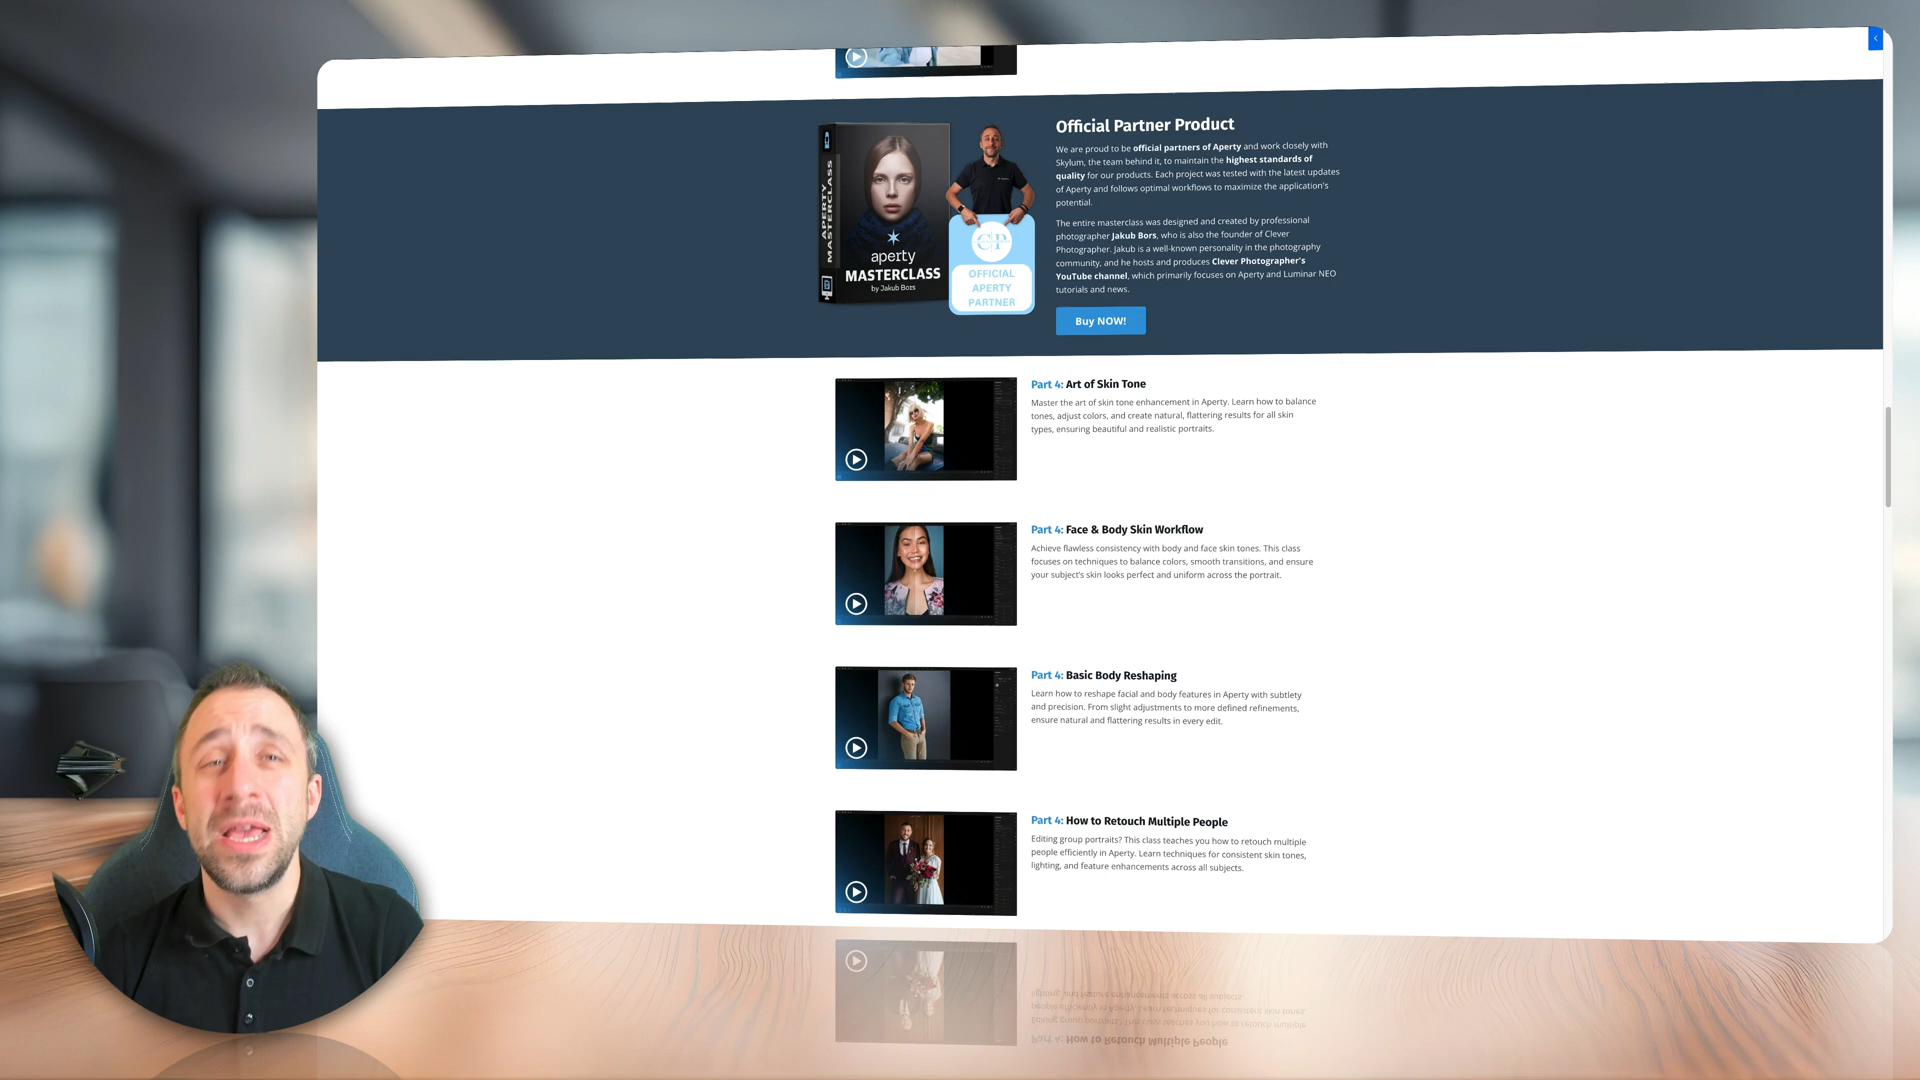 Official Partner Product
We are proud to be official partners of Aperty and work closely with
Skylum, the team behind it, to maintain the highest standards of
quality for our products. Each project was tested with the latest updates
of Aperty and follows optimal workflows to maximize the application's
potential.
The entire masterclass was designed and created by professional
photographer Jakub Bors, who is also the founder of Clever
Photographer. Jakub is a well-known personality in the photography
community, and he hosts and produces Clever Photographer's
YouTube channel, which primarily focuses on Aperty and Luminar NEO
tutorials and news.
Buy NOW!
APERTY
MASTERCLASS
aperty
MASTERCLASS
by Jakub Bors
CP
OFFICIAL
APERTY
PARTNER
Part 4: Art of Skin Tone
Master the art of skin tone enhancement in Aperty. Learn how to balance
tones, adjust colors, and create natural, flattering results for all skin
types, ensuring beautiful and realistic portraits.
Part 4: Face & Body Skin Workflow
Achieve flawless consistency with body and face skin tones. This class
focuses on techniques to balance colors, smooth transitions, and ensure
your subject's skin looks perfect and uniform across the portrait.
Part 4: Basic Body Reshaping
Learn how to reshape facial and body features in Aperty with subtlety
and precision. From slight adjustments to more defined refinements,
ensure natural and flattering results in every edit.
Part 4: How to Retouch Multiple People
Editing group portraits? This class teaches you how to retouch multiple
people efficiently in Aperty. Learn techniques for consistent skin tones,
lighting, and feature enhancements across all subjects.